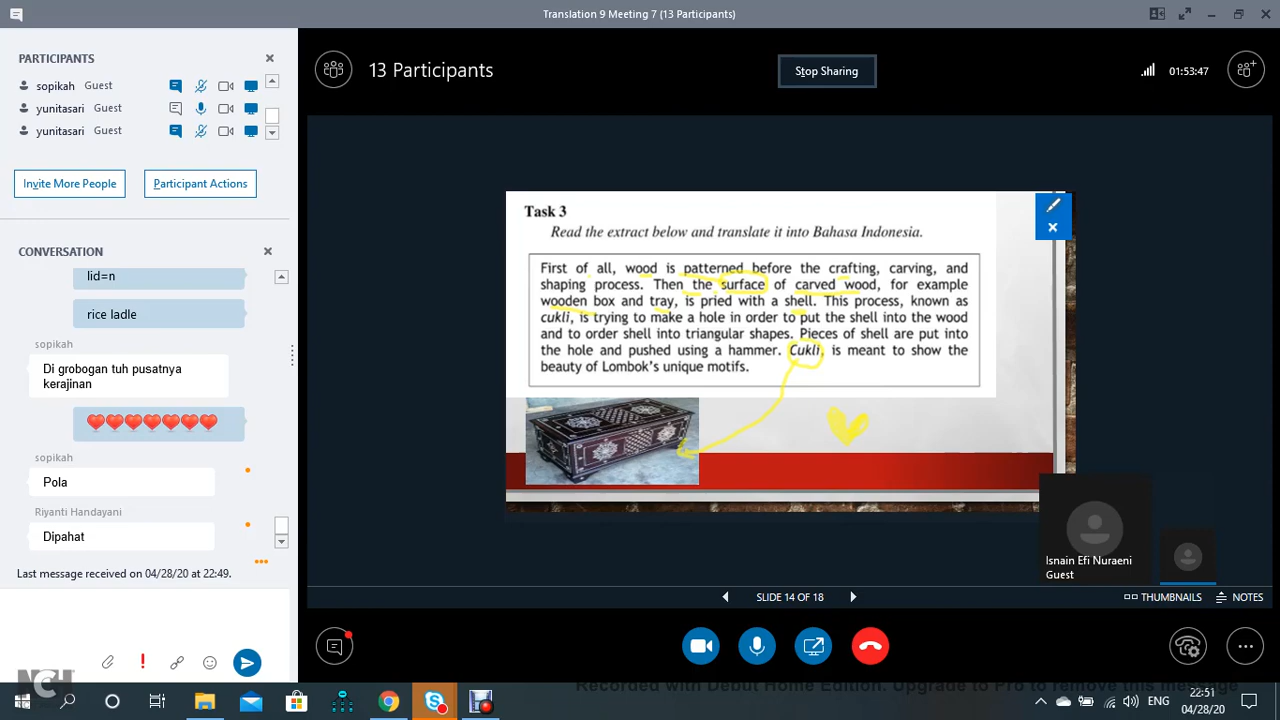 Translation 9 Meeting 7 (13 Participants)
PARTICIPANTS
sopikah Guest
yunitasari Guest
yunitasari Guest
Invite More People
Participant Actions
CONVERSATION
lid=n
rice ladle
sopikah
Di grobogan tuh pusatnya
kerajinan
sopikah
Pola
Riyanti Handayani
Dipahat
Last message received on 04/28/20 at 22:49.
13 Participants
Stop Sharing
01:53:47
Task 3
Read the extract below and translate it into Bahasa Indonesia.
First of all, wood is patterned before the crafting, carving, and
shaping process. Then the surface of carved wood, for example
wooden box and tray, is pried with a shell. This process, known as
cukli, is trying to make a hole in order to put the shell into the wood
and to order shell into triangular shapes. Pieces of shell are put into
the hole and pushed using a hammer. Cukli, is meant to show the
beauty of Lombok's unique motifs.
Isnain Efi Nuraeni
Guest
SLIDE 14 OF 18
THUMBNAILS
NOTES
NCH
Recorded with Debut Home Edition. Upgrade to Pro to remove this message
22:51
04/28/20